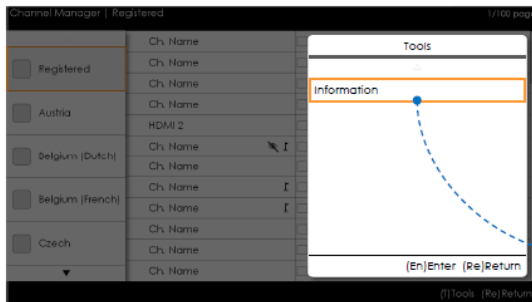 Channel Manager | Registered
1/100 page
Registered
Austria
Belgium (Dutch)
Belgium (French)
Czech
Ch. Name
Ch. Name
Ch. Name
Ch. Name
HDMI 2
Ch. Name
Ch. Name
Ch. Name
Ch. Name
Ch. Name
Ch. Name
Ch. Name
Tools
Information
(En)Enter (Re)Return
(T)Tools (Re)Return